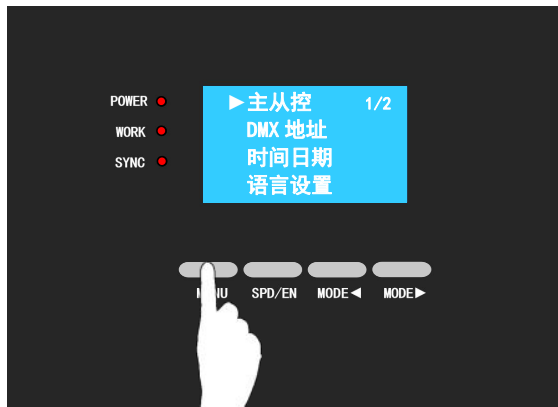 POWER
▶主从控 1/2
WORK
DMX 地址
SYNC
时间日期
语言设置
SPD/EN MODE◀ MODE▶